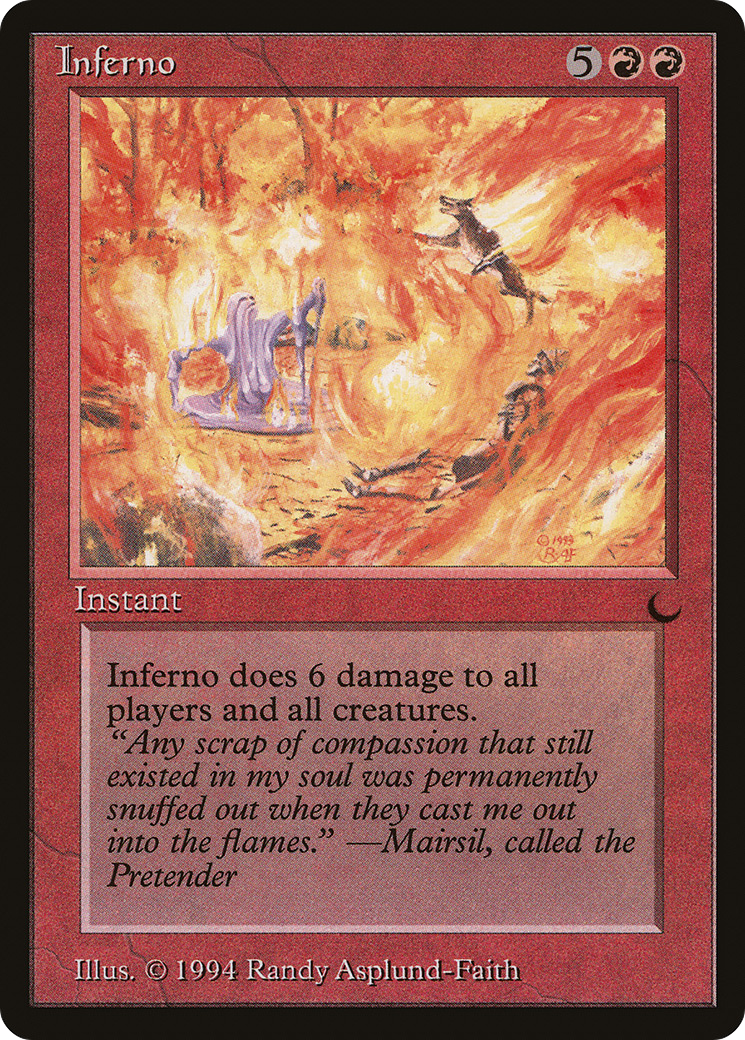 Inferno
5
© 1993
RAF
Instant
Inferno does 6 damage to all
players and all creatures.
“Any scrap of compassion that still
existed in my soul was permanently
snuffed out when they cast me out
into the flames.” —Mairsil, called the
Pretender
Illus. © 1994 Randy Asplund-Faith